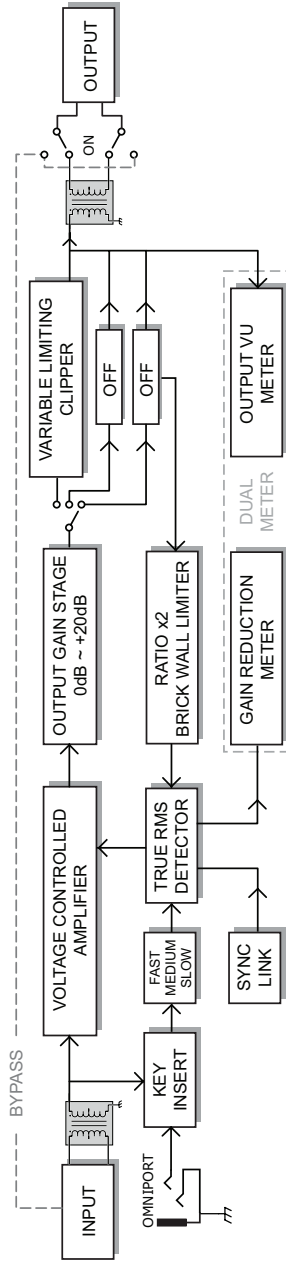 BYPASS
INPUT
VOLTAGE CONTROLLED
AMPLIFIER
OUTPUT GAIN STAGE
0dB ~ +20dB
VARIABLE LIMITING
CLIPPER
ON
OUTPUT
OFF
OFF
OMNIPORT
KEY
INSERT
FAST
MEDIUM
SLOW
TRUE RMS
DETECTOR
RATIO x2
BRICK WALL LIMITER
SYNC
LINK
GAIN REDUCTION
METER
DUAL
METER
OUTPUT VU
METER